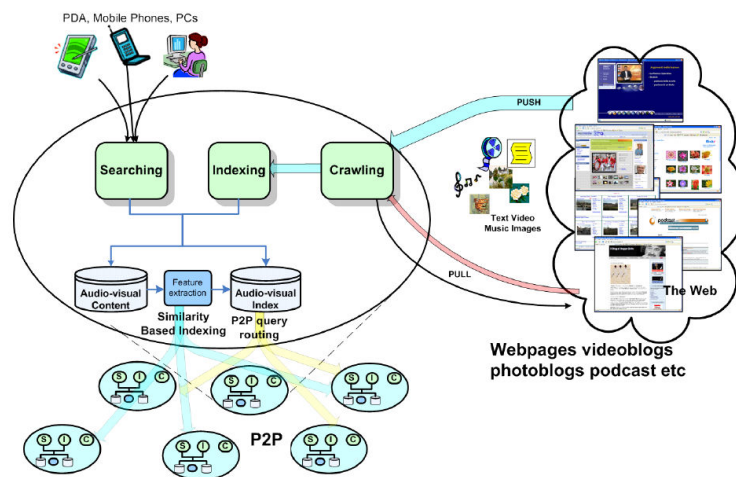 PDA, Mobile Phones, PCs
PUSH
Searching
Indexing
Crawling
Text Video
Music Images
PULL
The Web
Audio-visual
Content
Feature
extraction
Audio-visual
Index
Similarity
Based Indexing
P2P query
routing
Webpages videoblogs
photoblogs podcast etc
S I C
S I C
S I C
S I C
S I C
S I C
P2P